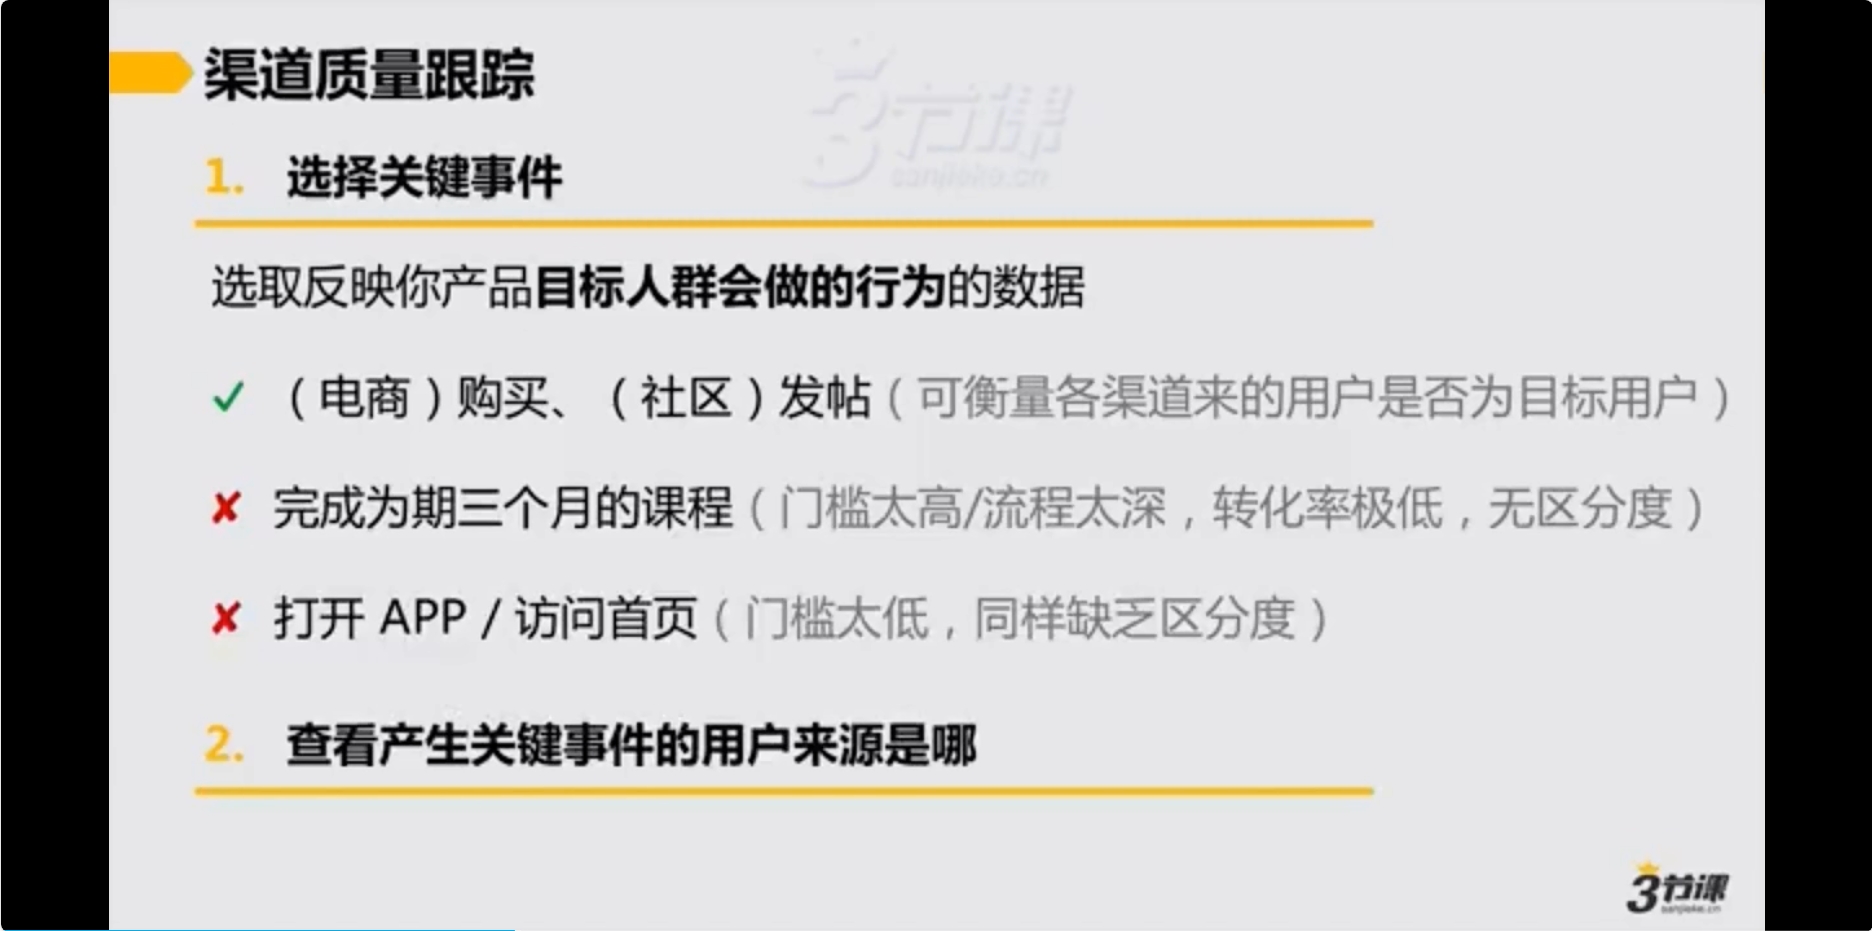 渠道质量跟踪
3节课
sanjieke.cn
1. 选择关键事件
选取反映你产品目标人群会做的行为的数据
✓ （电商）购买、（社区）发帖（可衡量各渠道来的用户是否为目标用户）
✘ 完成为期三个月的课程（门槛太高/流程太深，转化率极低，无区分度）
✘ 打开 APP / 访问首页（门槛太低，同样缺乏区分度）
2. 查看产生关键事件的用户来源是哪
3节课
sanjieke.cn